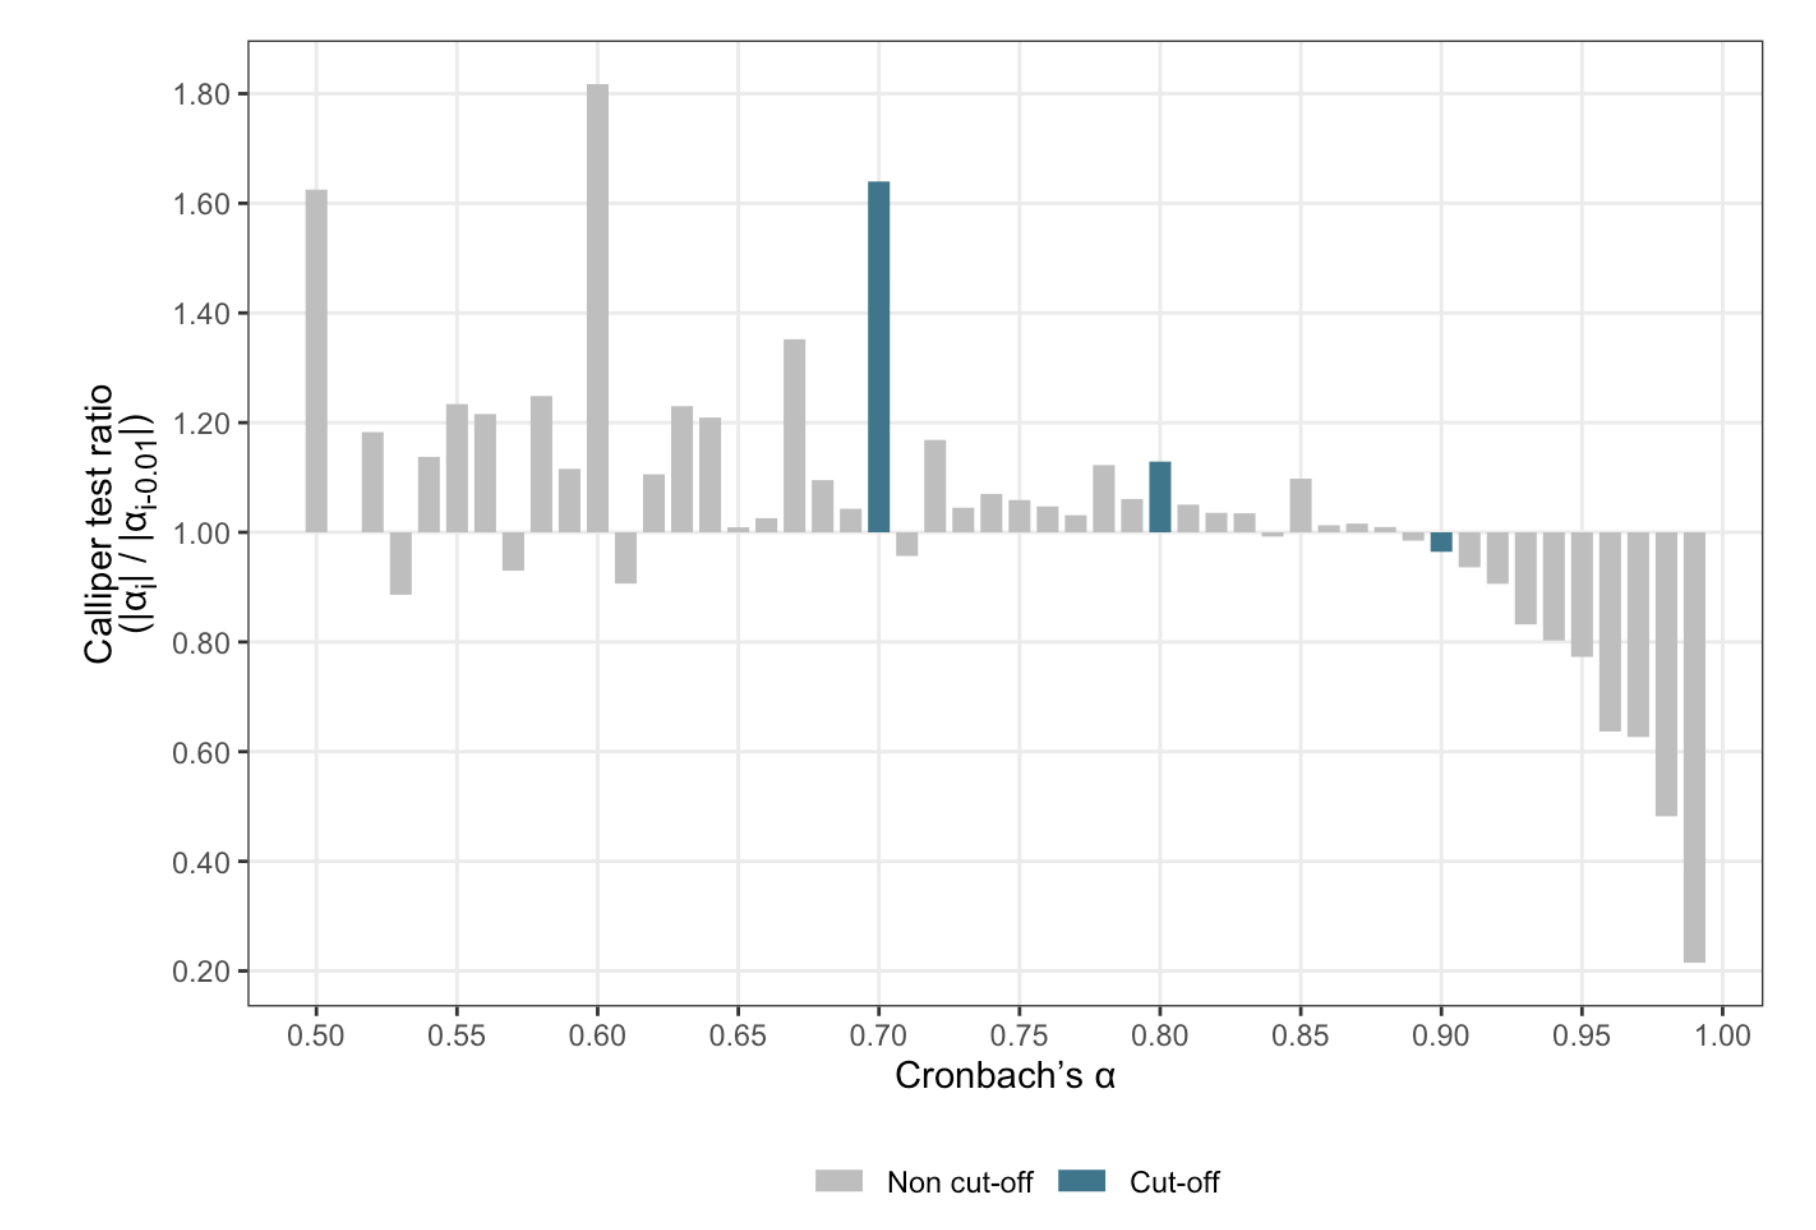 Calliper test ratio
(|αi| / |αi-0.01|)
1.80
1.60
1.40
1.20
1.00
0.80
0.60
0.40
0.20
0.50 0.55 0.60 0.65 0.70 0.75 0.80 0.85 0.90 0.95 1.00
Cronbach’s α
Non cut-off Cut-off